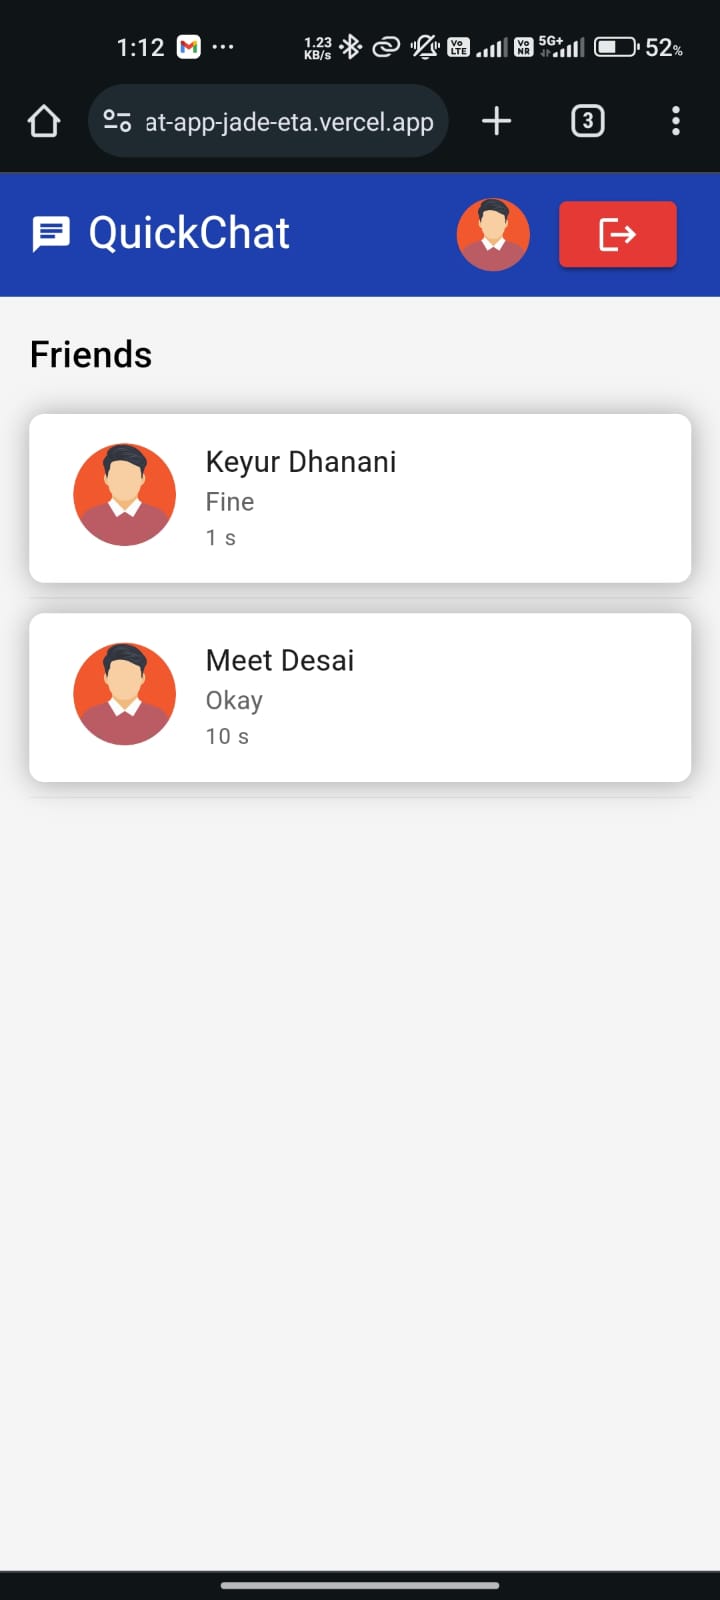 1:12 ... 1.23 KB/s Vo LTE Vo NR 5G+ 52%
at-app-jade-eta.vercel.app 3
QuickChat
Friends
Keyur Dhanani
Fine
1 s
Meet Desai
Okay
10 s